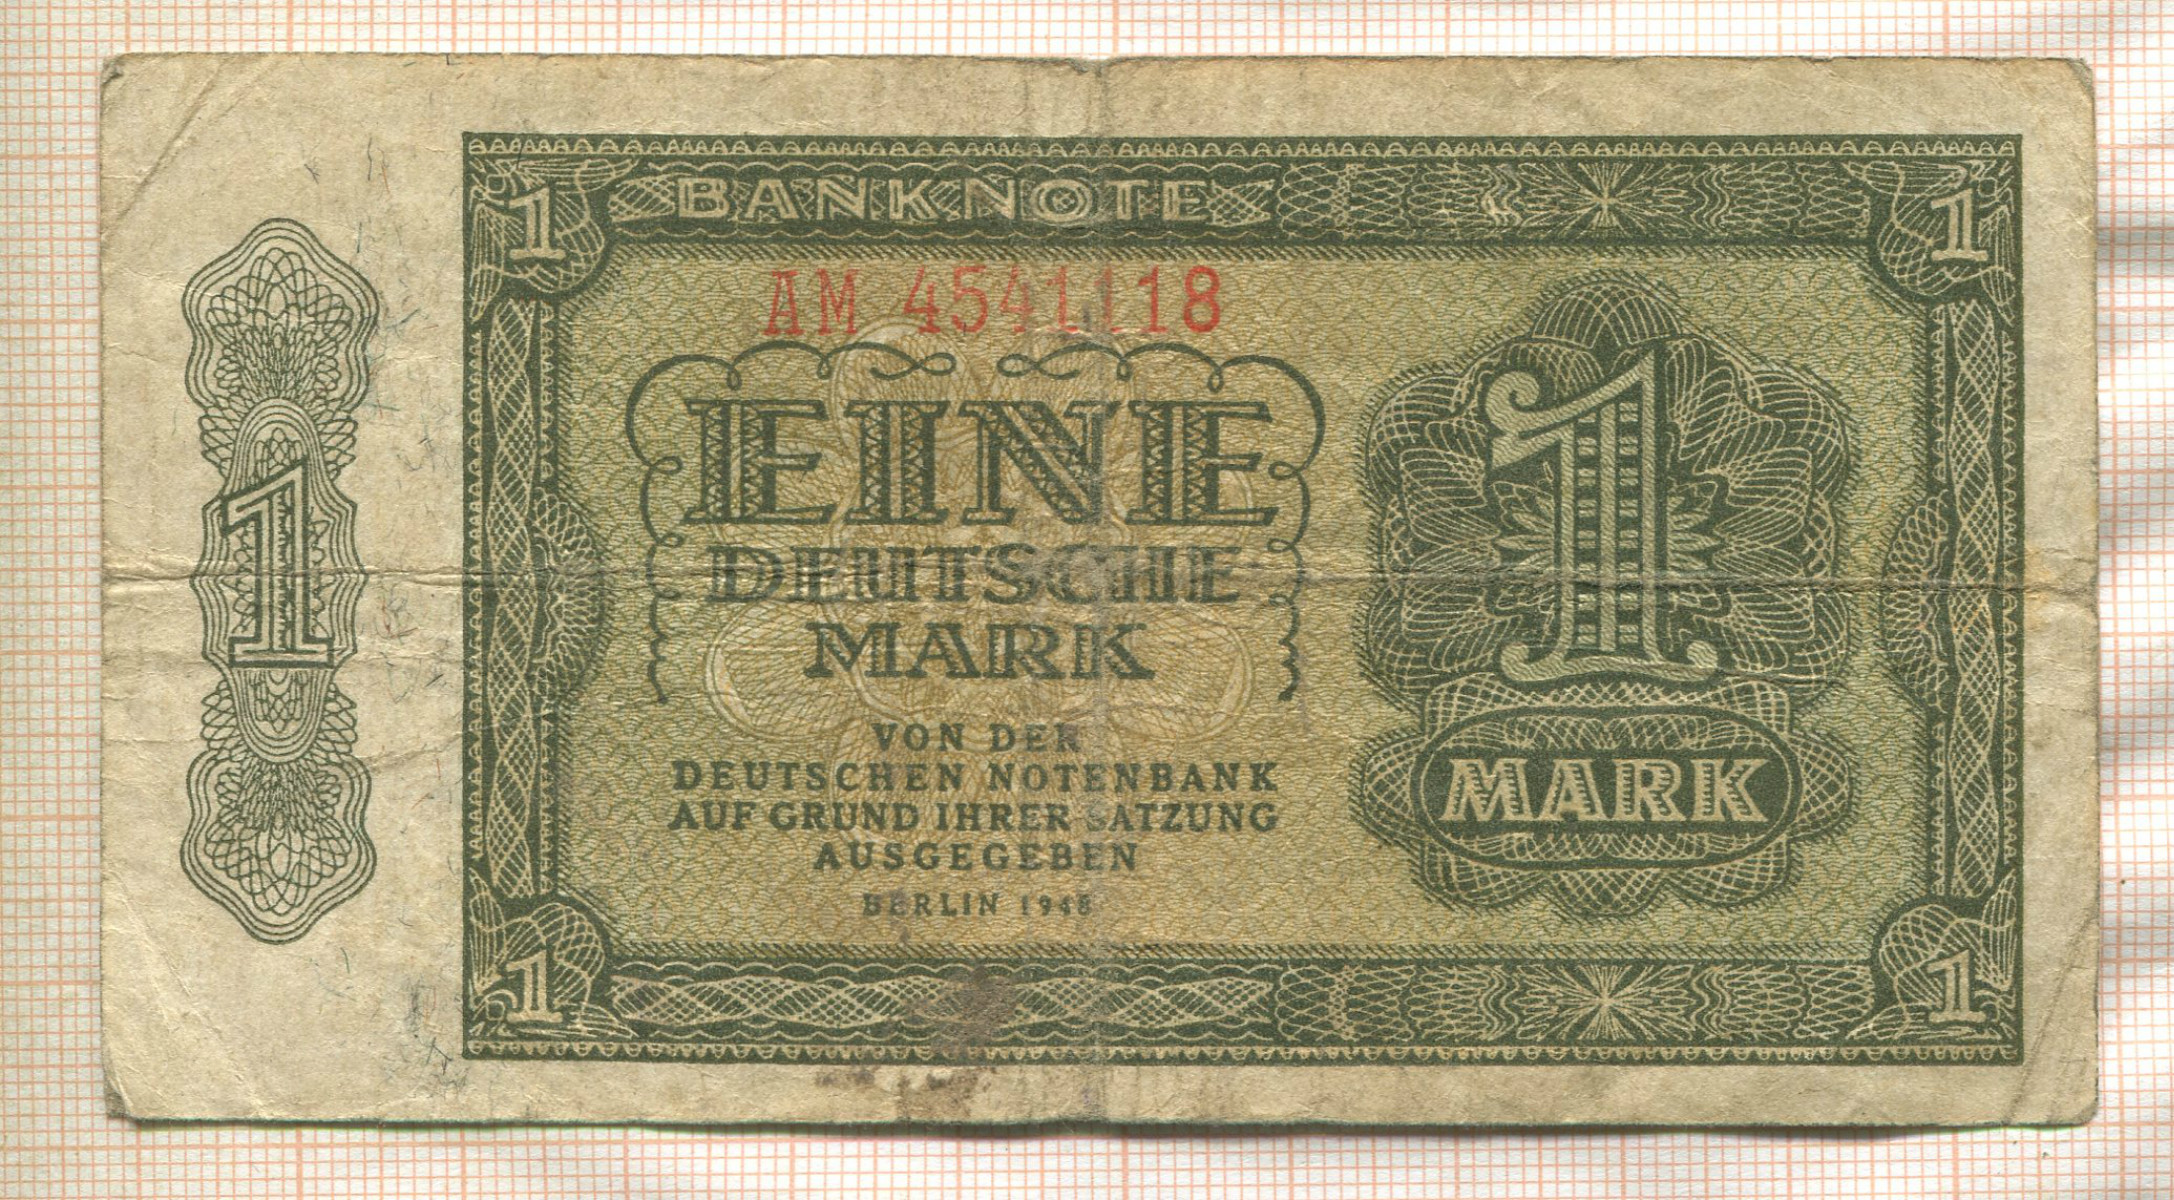 1 BANKNOTE 1
AM 4541118
EINE
DEUTSCHE
MARK
1
1
MARK
VON DER
DEUTSCHEN NOTENBANK
AUF GRUND IHRER SATZUNG
AUSGEGEBEN
BERLIN 1948
1 1